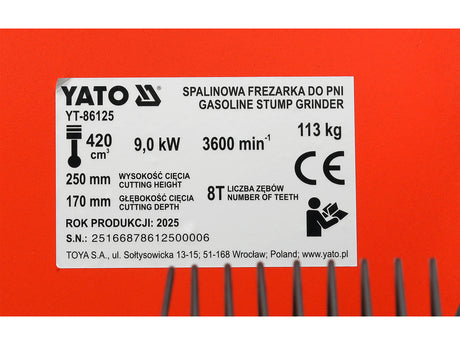 YATO
SPALINOWA FREZARKA DO PNI
YT-86125
GASOLINE STUMP GRINDER
420 cm³
9,0 kW
3600 min⁻¹
113 kg
CE
250 mm WYSOKOŚĆ CIĘCIA
CUTTING HEIGHT
170 mm GŁĘBOKOŚĆ CIĘCIA
CUTTING DEPTH
8T LICZBA ZĘBÓW
NUMBER OF TEETH
ROK PRODUKCJI: 2025
S.N.: 25166878612500006
TOYA S.A., ul. Sołtysowicka 13-15; 51-168 Wrocław; Poland; www.yato.pl